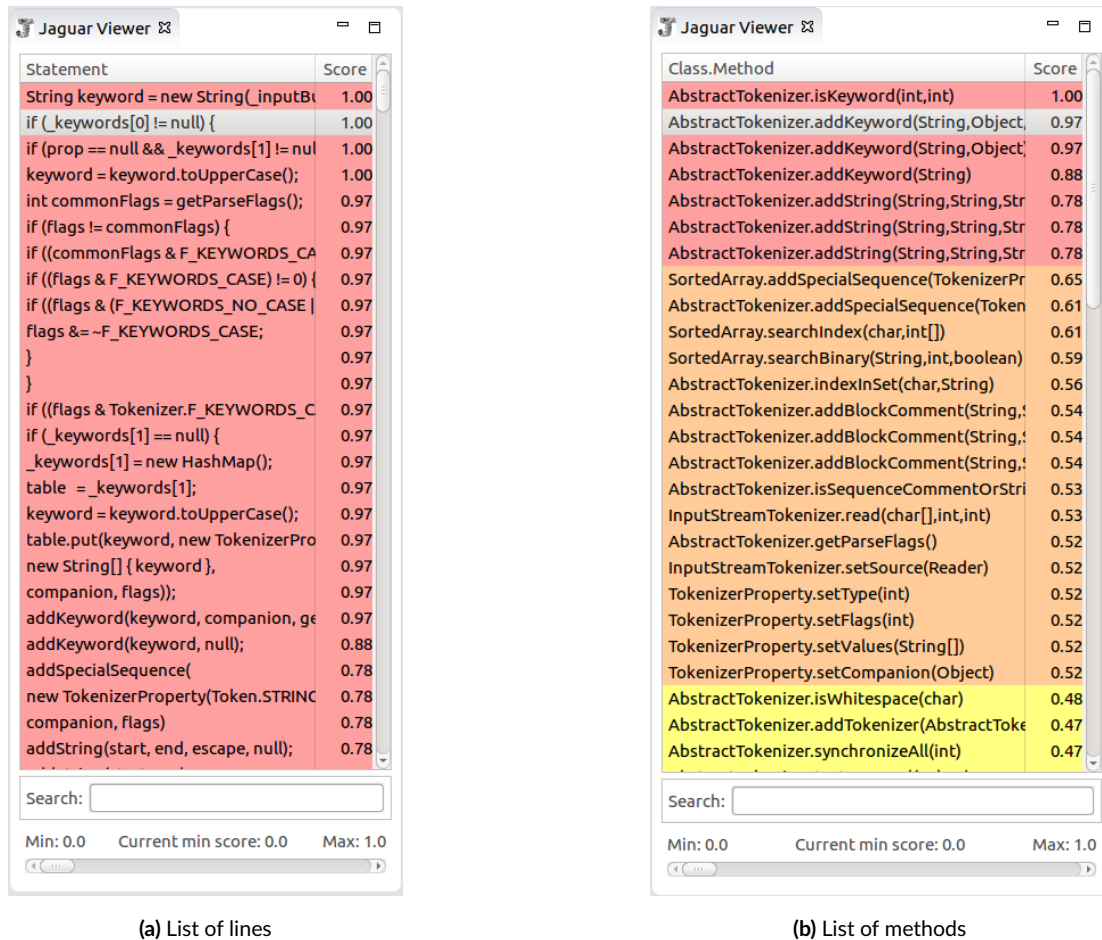 Jaguar Viewer
Statement Score
String keyword = new String(_inputBu 1.00
if (_keywords[0] != null) { 1.00
if (prop == null && _keywords[1] != nul 1.00
keyword = keyword.toUpperCase(); 1.00
int commonFlags = getParseFlags(); 0.97
if (flags != commonFlags) { 0.97
if ((commonFlags & F_KEYWORDS_CA 0.97
if ((flags & F_KEYWORDS_CASE) != 0) { 0.97
if ((flags & (F_KEYWORDS_NO_CASE | 0.97
flags &= ~F_KEYWORDS_CASE; 0.97
} 0.97
} 0.97
if ((flags & Tokenizer.F_KEYWORDS_C 0.97
if (_keywords[1] == null) { 0.97
_keywords[1] = new HashMap(); 0.97
table = _keywords[1]; 0.97
keyword = keyword.toUpperCase(); 0.97
table.put(keyword, new TokenizerPro 0.97
new String[] { keyword }, 0.97
companion, flags)); 0.97
addKeyword(keyword, companion, ge 0.97
addKeyword(keyword, null); 0.88
addSpecialSequence( 0.78
new TokenizerProperty(Token.STRING 0.78
companion, flags) 0.78
addString(start, end, escape, null); 0.78
Search:
Min: 0.0 Current min score: 0.0 Max: 1.0
(a) List of lines
Jaguar Viewer
Class.Method Score
AbstractTokenizer.isKeyword(int,int) 1.00
AbstractTokenizer.addKeyword(String,Object, 0.97
AbstractTokenizer.addKeyword(String,Object) 0.97
AbstractTokenizer.addKeyword(String) 0.88
AbstractTokenizer.addString(String,String,Str 0.78
AbstractTokenizer.addString(String,String,Str 0.78
AbstractTokenizer.addString(String,String,Str 0.78
SortedArray.addSpecialSequence(TokenizerPr 0.65
AbstractTokenizer.addSpecialSequence(Token 0.61
SortedArray.searchIndex(char,int[]) 0.61
SortedArray.searchBinary(String,int,boolean) 0.59
AbstractTokenizer.indexInSet(char,String) 0.56
AbstractTokenizer.addBlockComment(String,S 0.54
AbstractTokenizer.addBlockComment(String,S 0.54
AbstractTokenizer.addBlockComment(String,S 0.54
AbstractTokenizer.isSequenceCommentOrStri 0.53
InputStreamTokenizer.read(char[],int,int) 0.53
AbstractTokenizer.getParseFlags() 0.52
InputStreamTokenizer.setSource(Reader) 0.52
TokenizerProperty.setType(int) 0.52
TokenizerProperty.setFlags(int) 0.52
TokenizerProperty.setValues(String[]) 0.52
TokenizerProperty.setCompanion(Object) 0.52
AbstractTokenizer.isWhitespace(char) 0.48
AbstractTokenizer.addTokenizer(AbstractToke 0.47
AbstractTokenizer.synchronizeAll(int) 0.47
Search:
Min: 0.0 Current min score: 0.0 Max: 1.0
(b) List of methods